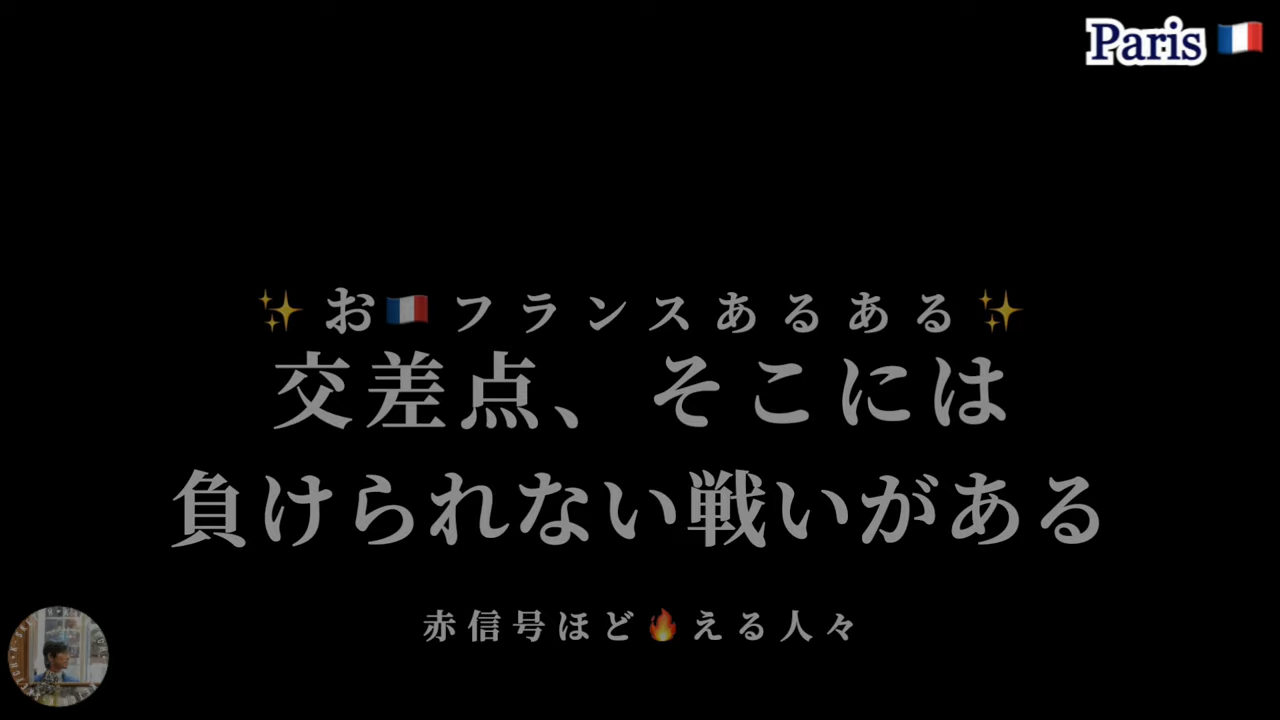 Paris 🇫🇷
✨お🇫🇷フランスあるある✨
交差点、そこには
負けられない戦いがある
赤信号ほど🔥える人々